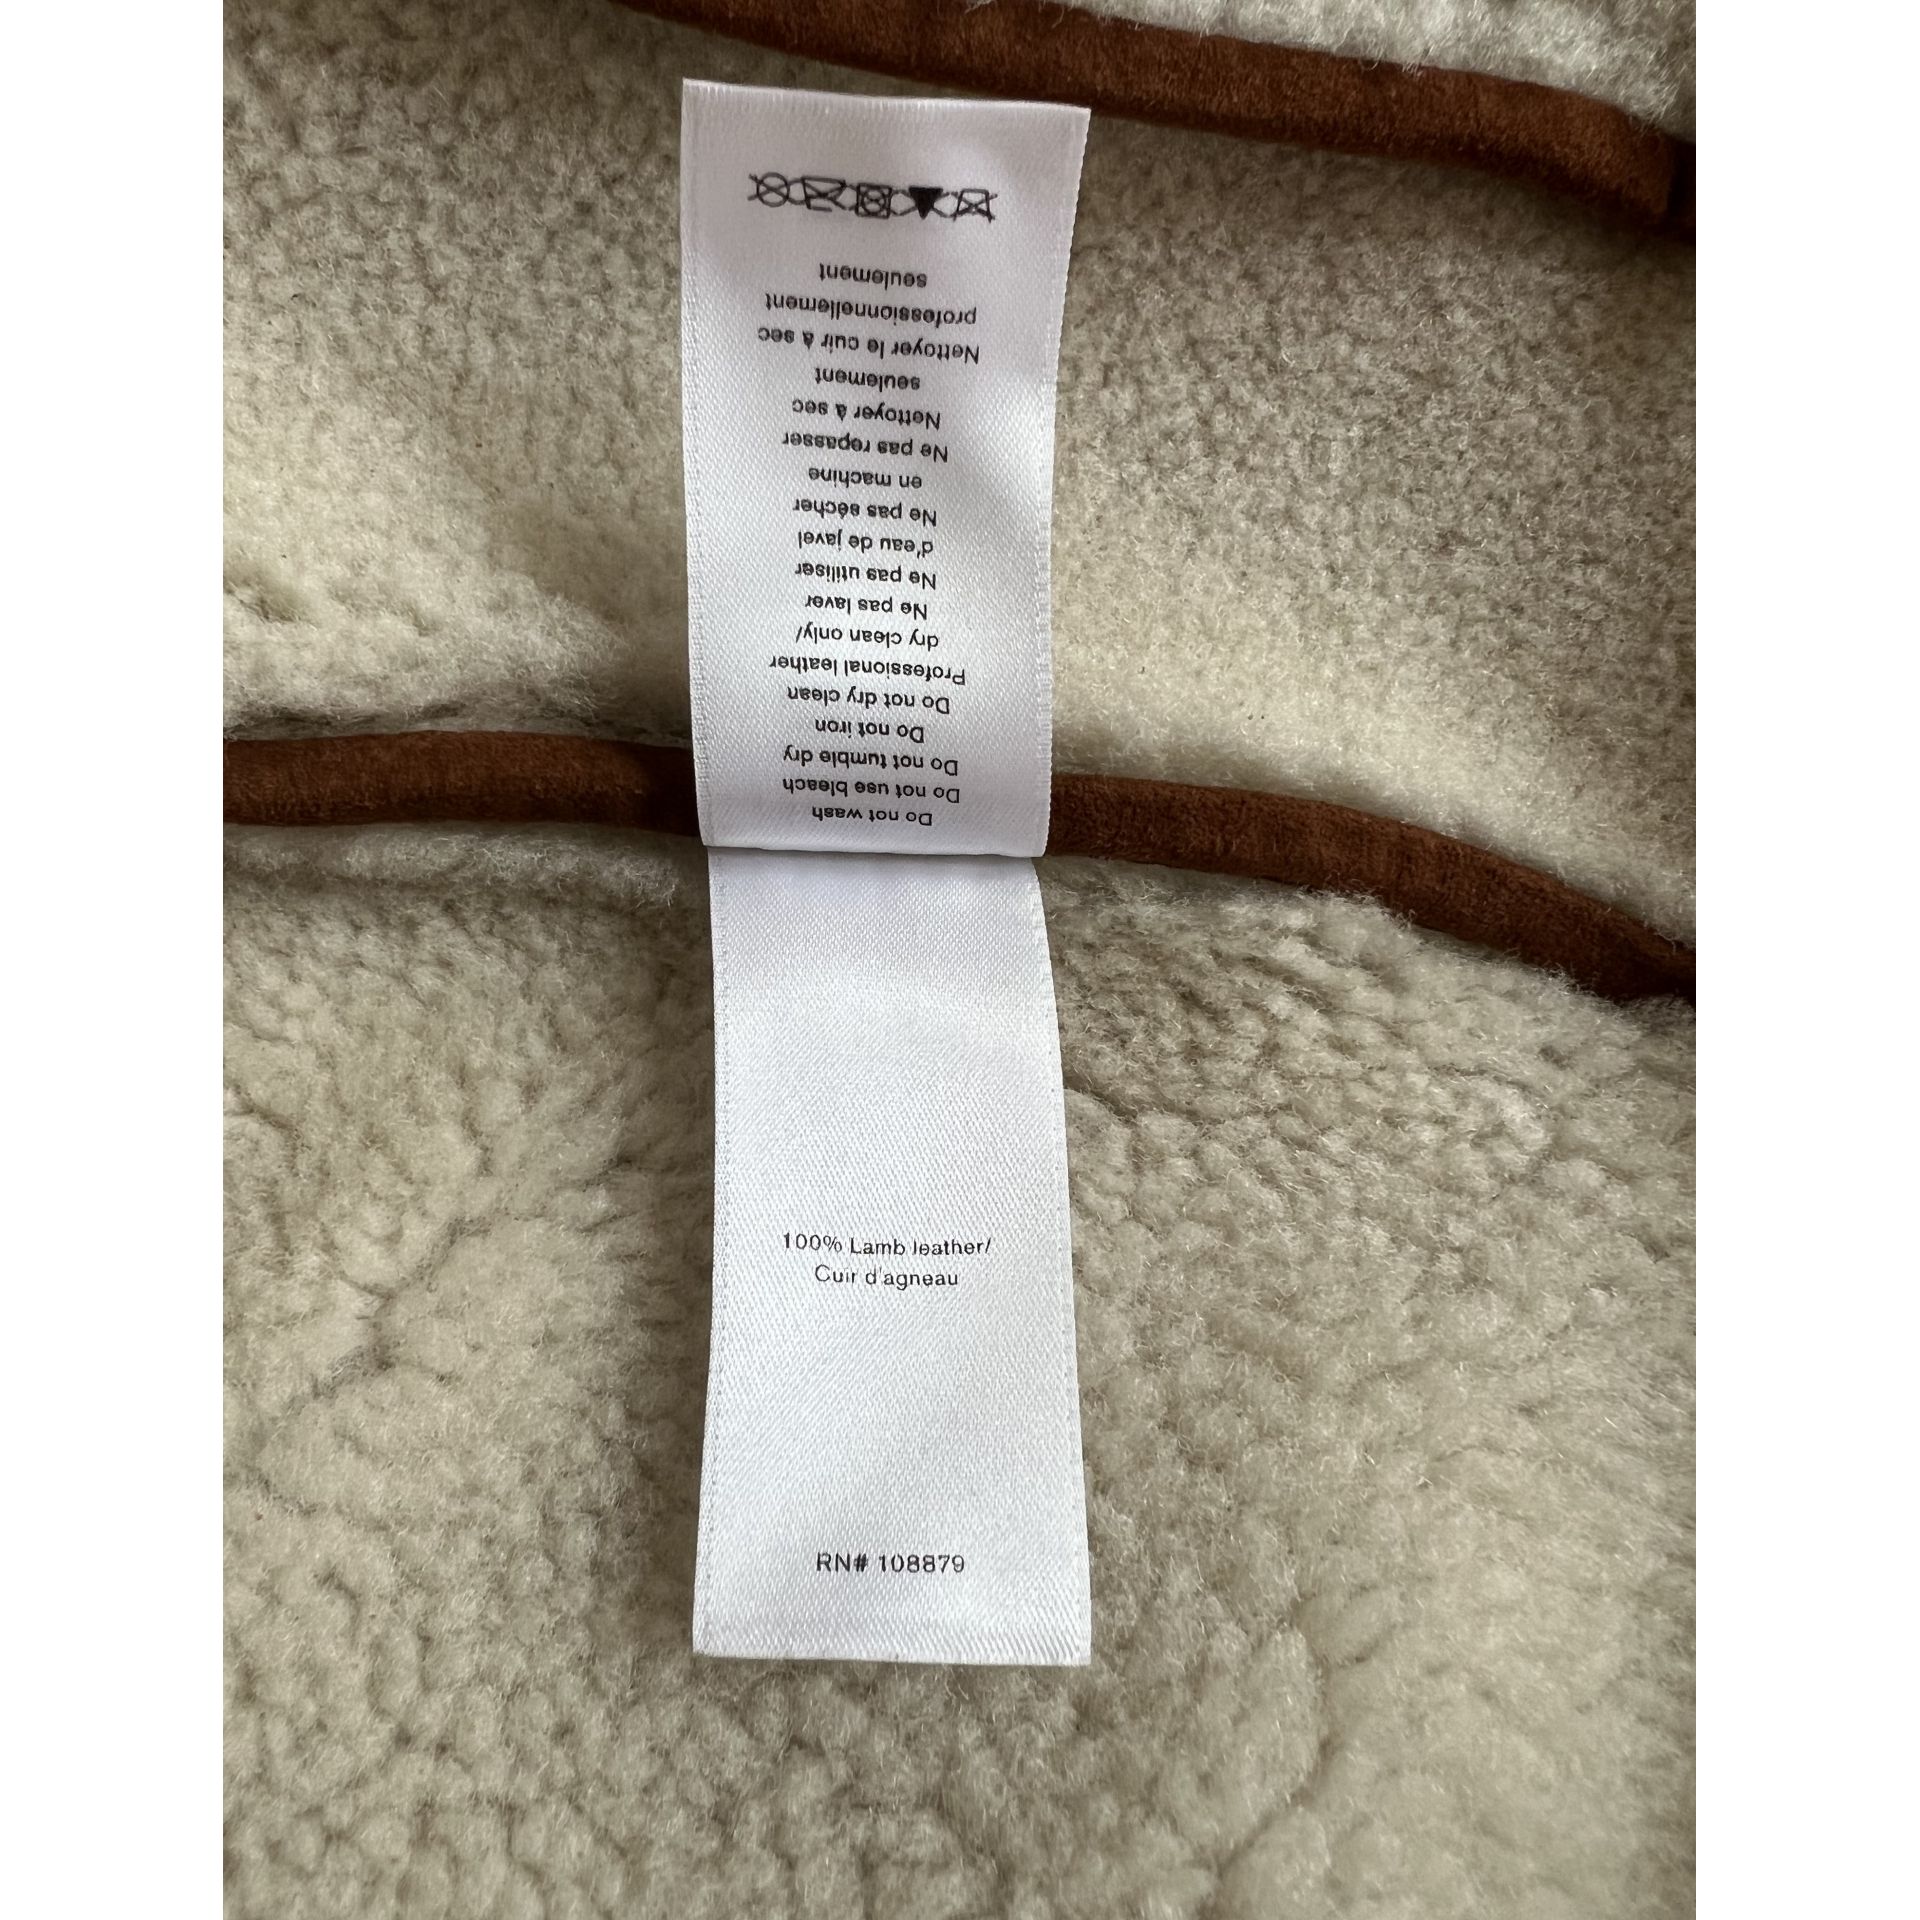 Do not wash
Do not use bleach
Do not tumble dry
Do not iron
Do not dry clean
Professional leather
dry clean only/
Ne pas laver
Ne pas utiliser
d'eau de javel
Ne pas sécher
en machine
Ne pas repasser
Nettoyer à sec
seulement
Nettoyer le cuir à sec
professionnellement
seulement
100% Lamb leather/
Cuir d'agneau
RN# 108879